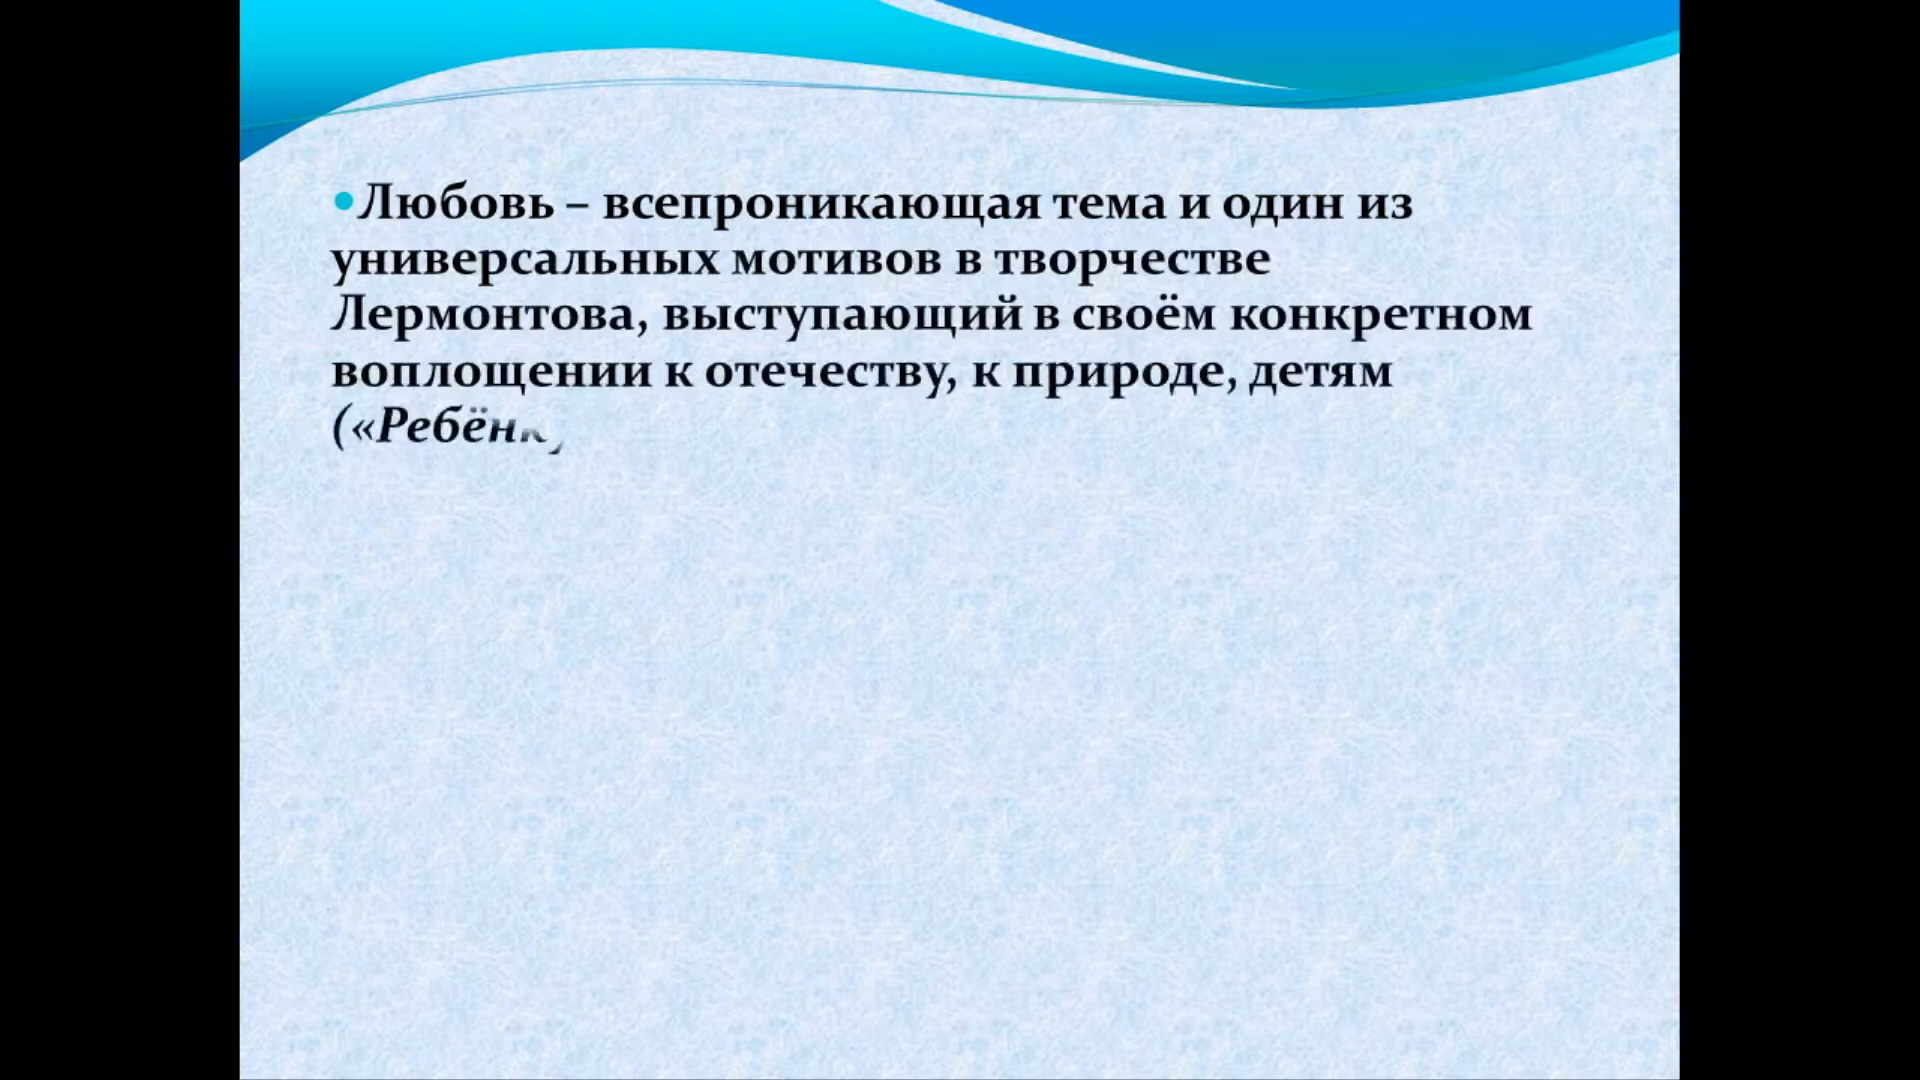 •Любовь – всепроникающая тема и один из
универсальных мотивов в творчестве
Лермонтова, выступающий в своём конкретном
воплощении к отечеству, к природе, детям